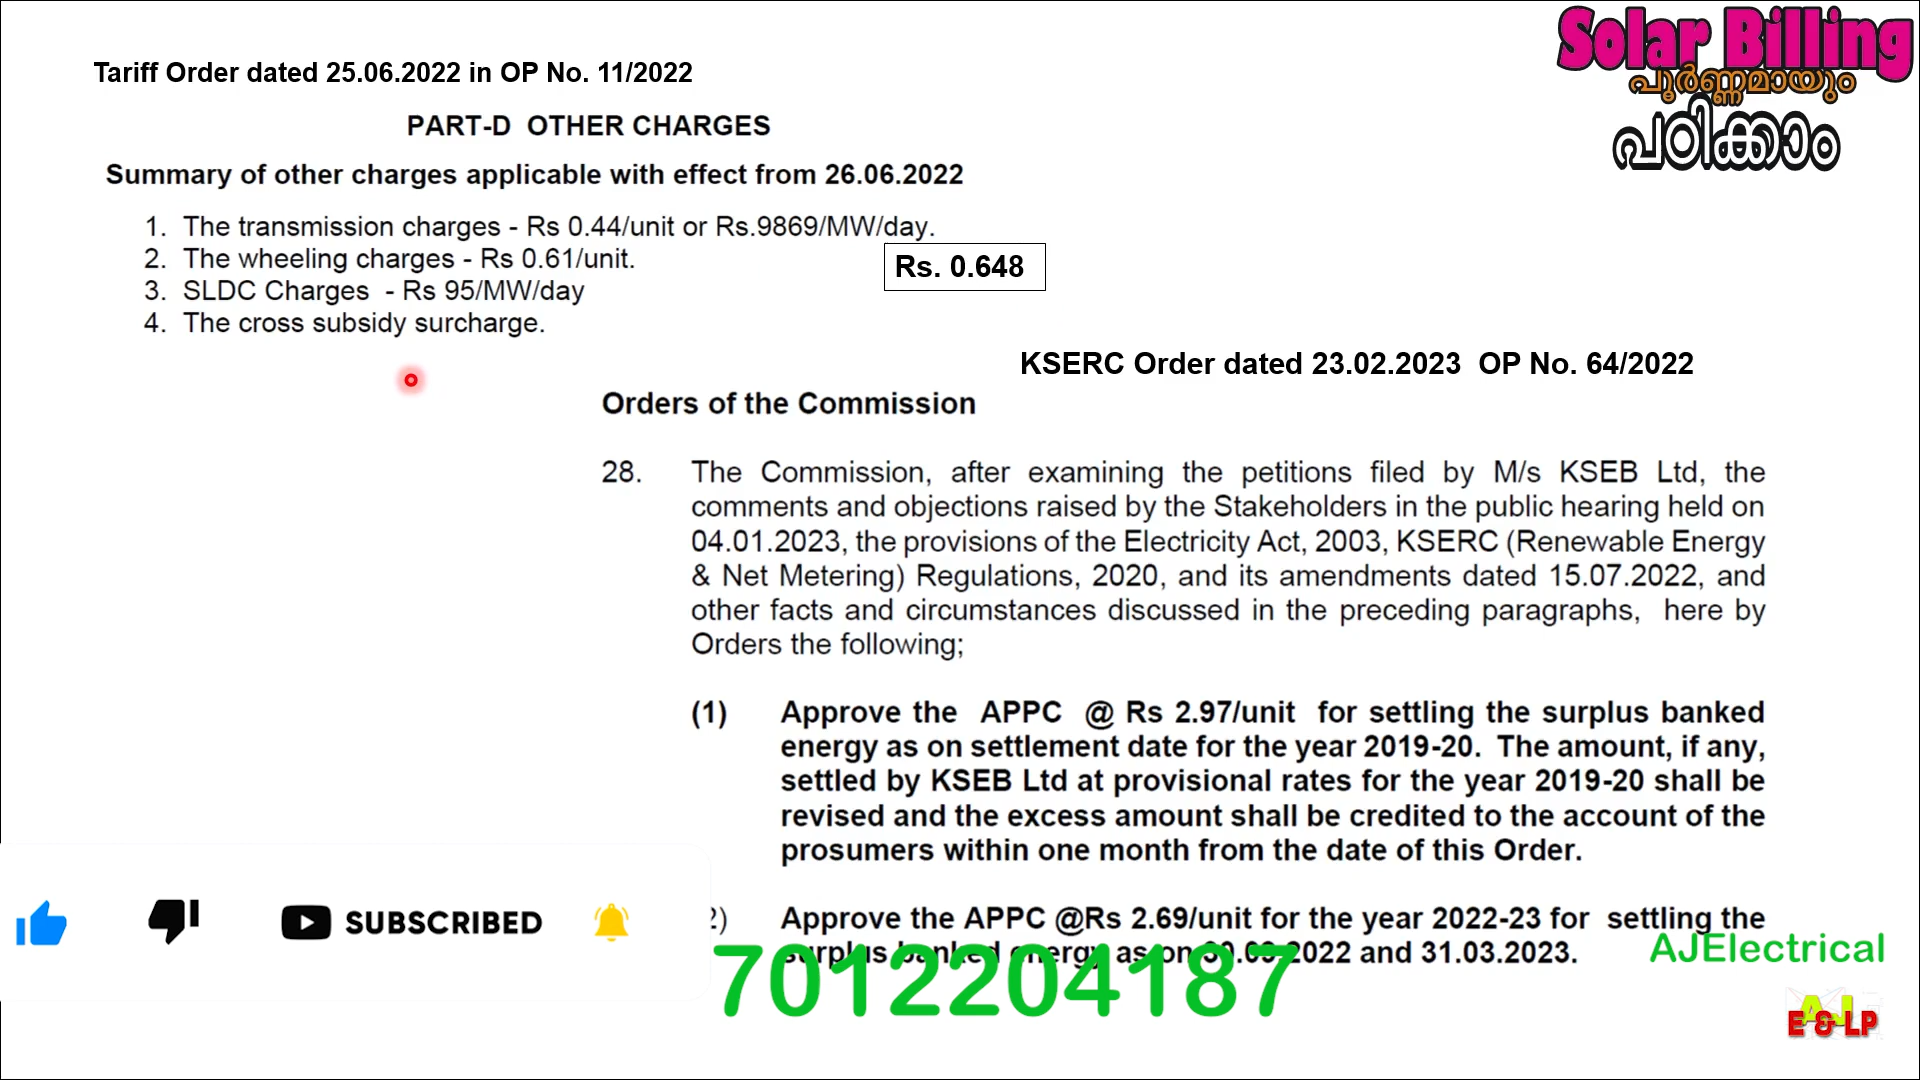 Solar Billing
പൂർണ്ണമായും
പഠിക്കാം
Tariff Order dated 25.06.2022 in OP No. 11/2022
PART-D OTHER CHARGES
Summary of other charges applicable with effect from 26.06.2022
1. The transmission charges - Rs 0.44/unit or Rs.9869/MW/day.
2. The wheeling charges - Rs 0.61/unit.
Rs. 0.648
3. SLDC Charges - Rs 95/MW/day
4. The cross subsidy surcharge.
KSERC Order dated 23.02.2023 OP No. 64/2022
Orders of the Commission
28. The Commission, after examining the petitions filed by M/s KSEB Ltd, the
comments and objections raised by the Stakeholders in the public hearing held on
04.01.2023, the provisions of the Electricity Act, 2003, KSERC (Renewable Energy
& Net Metering) Regulations, 2020, and its amendments dated 15.07.2022, and
other facts and circumstances discussed in the preceding paragraphs, here by
Orders the following;
(1) Approve the APPC @ Rs 2.97/unit for settling the surplus banked
energy as on settlement date for the year 2019-20. The amount, if any,
settled by KSEB Ltd at provisional rates for the year 2019-20 shall be
revised and the excess amount shall be credited to the account of the
prosumers within one month from the date of this Order.
2) Approve the APPC @Rs 2.69/unit for the year 2022-23 for settling the
surplus banked energy as on 30.09.2022 and 31.03.2023.
SUBSCRIBED
7012204187
AJElectrical
AJ
E & LP